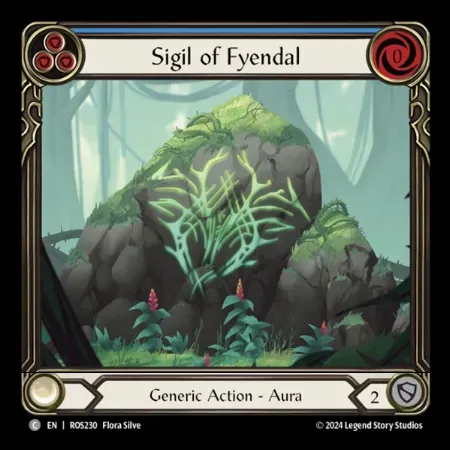 Sigil of Fyendal
0
Generic Action - Aura
2
C EN | ROS230 Flora Silve
© 2024 Legend Story Studios